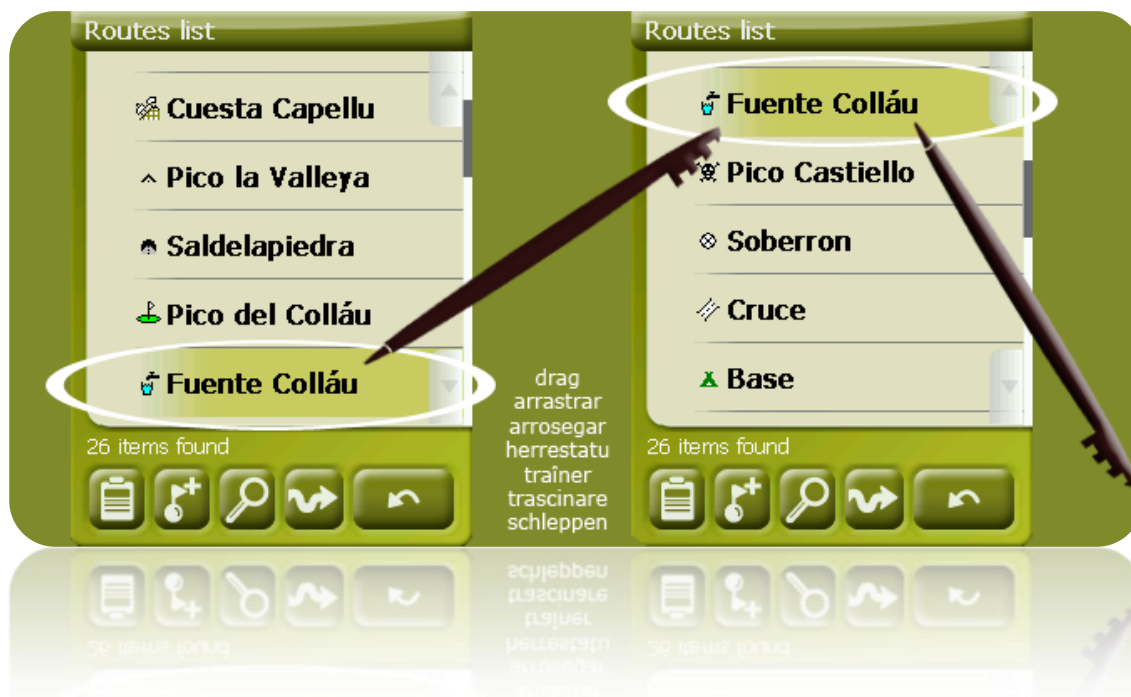 Routes list
Cuesta Capellu
Pico la Valleya
Saldelapiedra
Pico del Colláu
Fuente Colláu
26 items found
drag
arrastrar
arrosegar
herrestatu
traîner
trascinare
schleppen
Routes list
Fuente Colláu
Pico Castiello
Soberron
Cruce
Base
26 items found